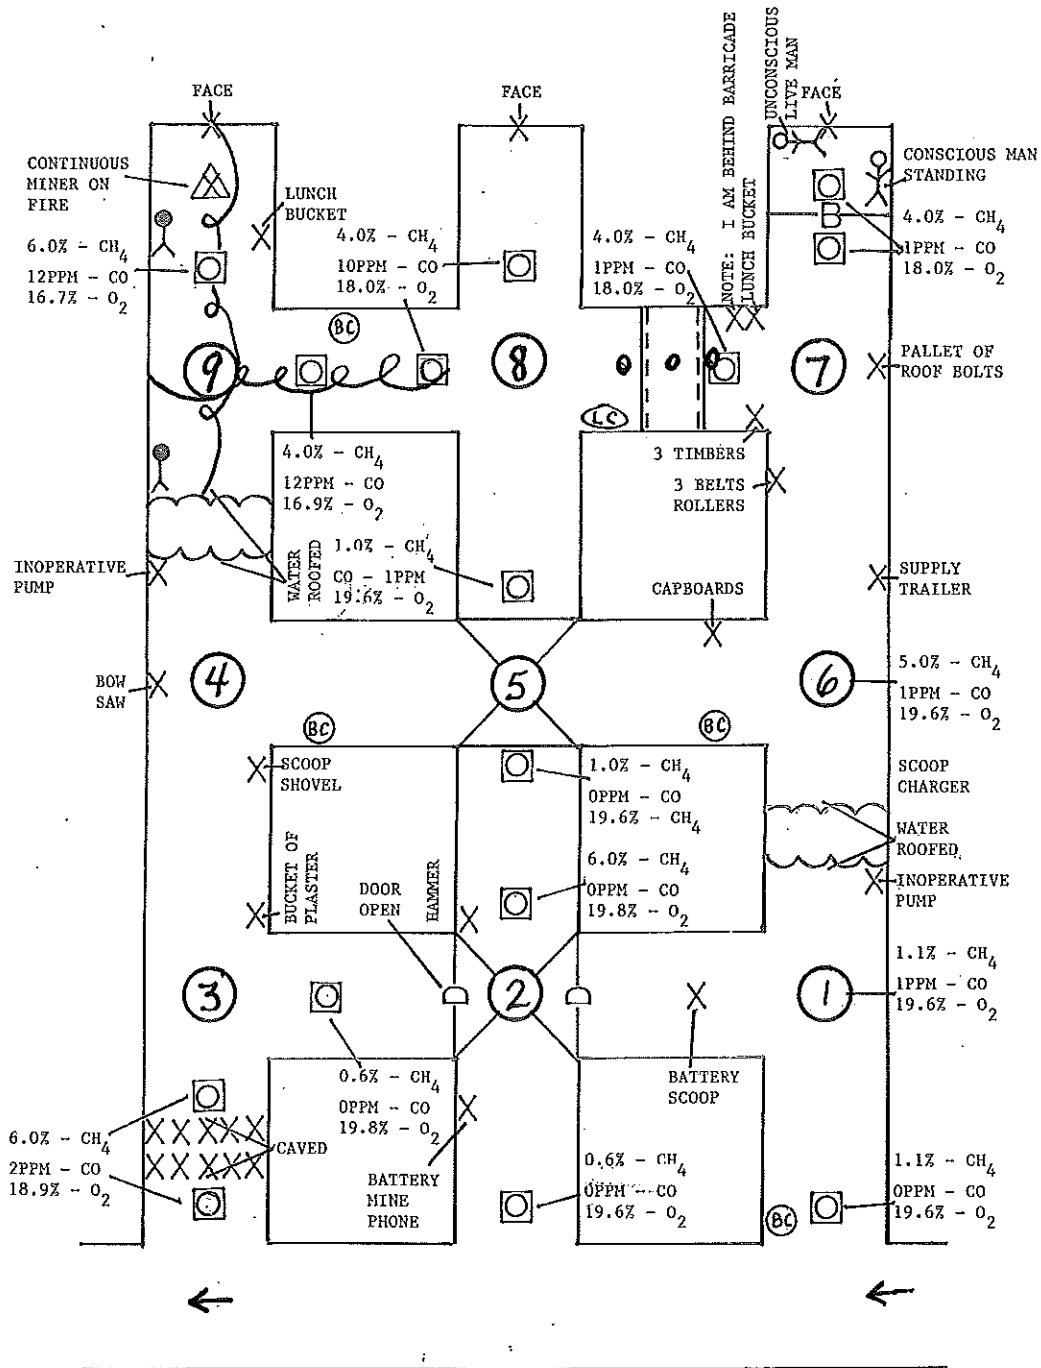 FACE
FACE
NOTE: I AM BEHIND BARRICADE
LUNCH BUCKET
UNCONSCIOUS
LIVE MAN
FACE
CONTINUOUS
MINER ON
FIRE
LUNCH
BUCKET
CONSCIOUS MAN
STANDING
6.0% - CH4
12PPM - CO
16.7% - O2
4.0% - CH4
10PPM - CO
18.0% - O2
4.0% - CH4
1PPM - CO
18.0% - O2
B
4.0% - CH4
1PPM - CO
18.0% - O2
BC
9
8
7
PALLET OF
ROOF BOLTS
LC
3 TIMBERS
3 BELTS
ROLLERS
4.0% - CH4
12PPM - CO
16.9% - O2
WATER
ROOFED
1.0% - CH4
CO - 1PPM
19.6% - O2
INOPERATIVE
PUMP
CAPBOARDS
SUPPLY
TRAILER
BOW
SAW
4
5
6
5.0% - CH4
1PPM - CO
19.6% - O2
BC
BC
SCOOP
SHOVEL
1.0% - CH4
0PPM - CO
19.6% - CH4
SCOOP
CHARGER
WATER
ROOFED
BUCKET OF
PLASTER
DOOR
OPEN
HAMMER
6.0% - CH4
0PPM - CO
19.8% - O2
INOPERATIVE
PUMP
3
2
1
1.1% - CH4
1PPM - CO
19.6% - O2
0.6% - CH4
0PPM - CO
19.8% - O2
BATTERY
SCOOP
6.0% - CH4
2PPM - CO
18.9% - O2
CAVED
BATTERY
MINE
PHONE
0.6% - CH4
0PPM - CO
19.6% - O2
BC
1.1% - CH4
0PPM - CO
19.6% - O2